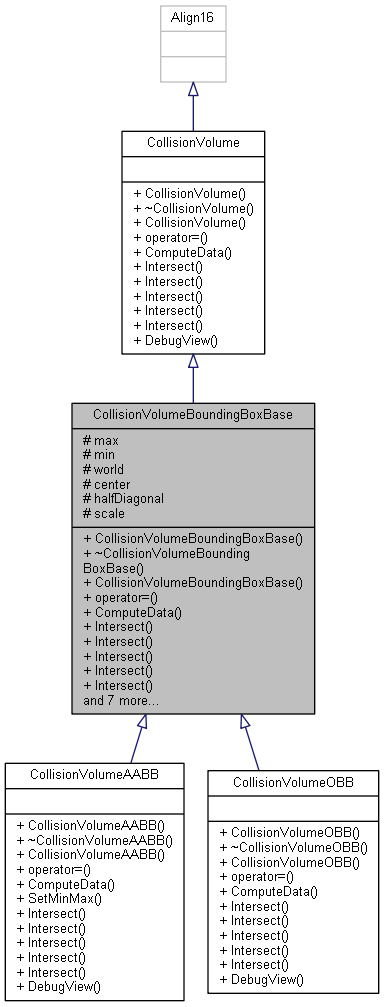 Align16
CollisionVolume
+ CollisionVolume()
+ ~CollisionVolume()
+ CollisionVolume()
+ operator=()
+ ComputeData()
+ Intersect()
+ Intersect()
+ Intersect()
+ Intersect()
+ Intersect()
+ DebugView()
CollisionVolumeBoundingBoxBase
# max
# min
# world
# center
# halfDiagonal
# scale
+ CollisionVolumeBoundingBoxBase()
+ ~CollisionVolumeBounding
BoxBase()
+ CollisionVolumeBoundingBoxBase()
+ operator=()
+ ComputeData()
+ Intersect()
+ Intersect()
+ Intersect()
+ Intersect()
+ Intersect()
and 7 more...
CollisionVolumeAABB
+ CollisionVolumeAABB()
+ ~CollisionVolumeAABB()
+ CollisionVolumeAABB()
+ operator=()
+ ComputeData()
+ SetMinMax()
+ Intersect()
+ Intersect()
+ Intersect()
+ Intersect()
+ Intersect()
+ DebugView()
CollisionVolumeOBB
+ CollisionVolumeOBB()
+ ~CollisionVolumeOBB()
+ CollisionVolumeOBB()
+ operator=()
+ ComputeData()
+ Intersect()
+ Intersect()
+ Intersect()
+ Intersect()
+ Intersect()
+ DebugView()